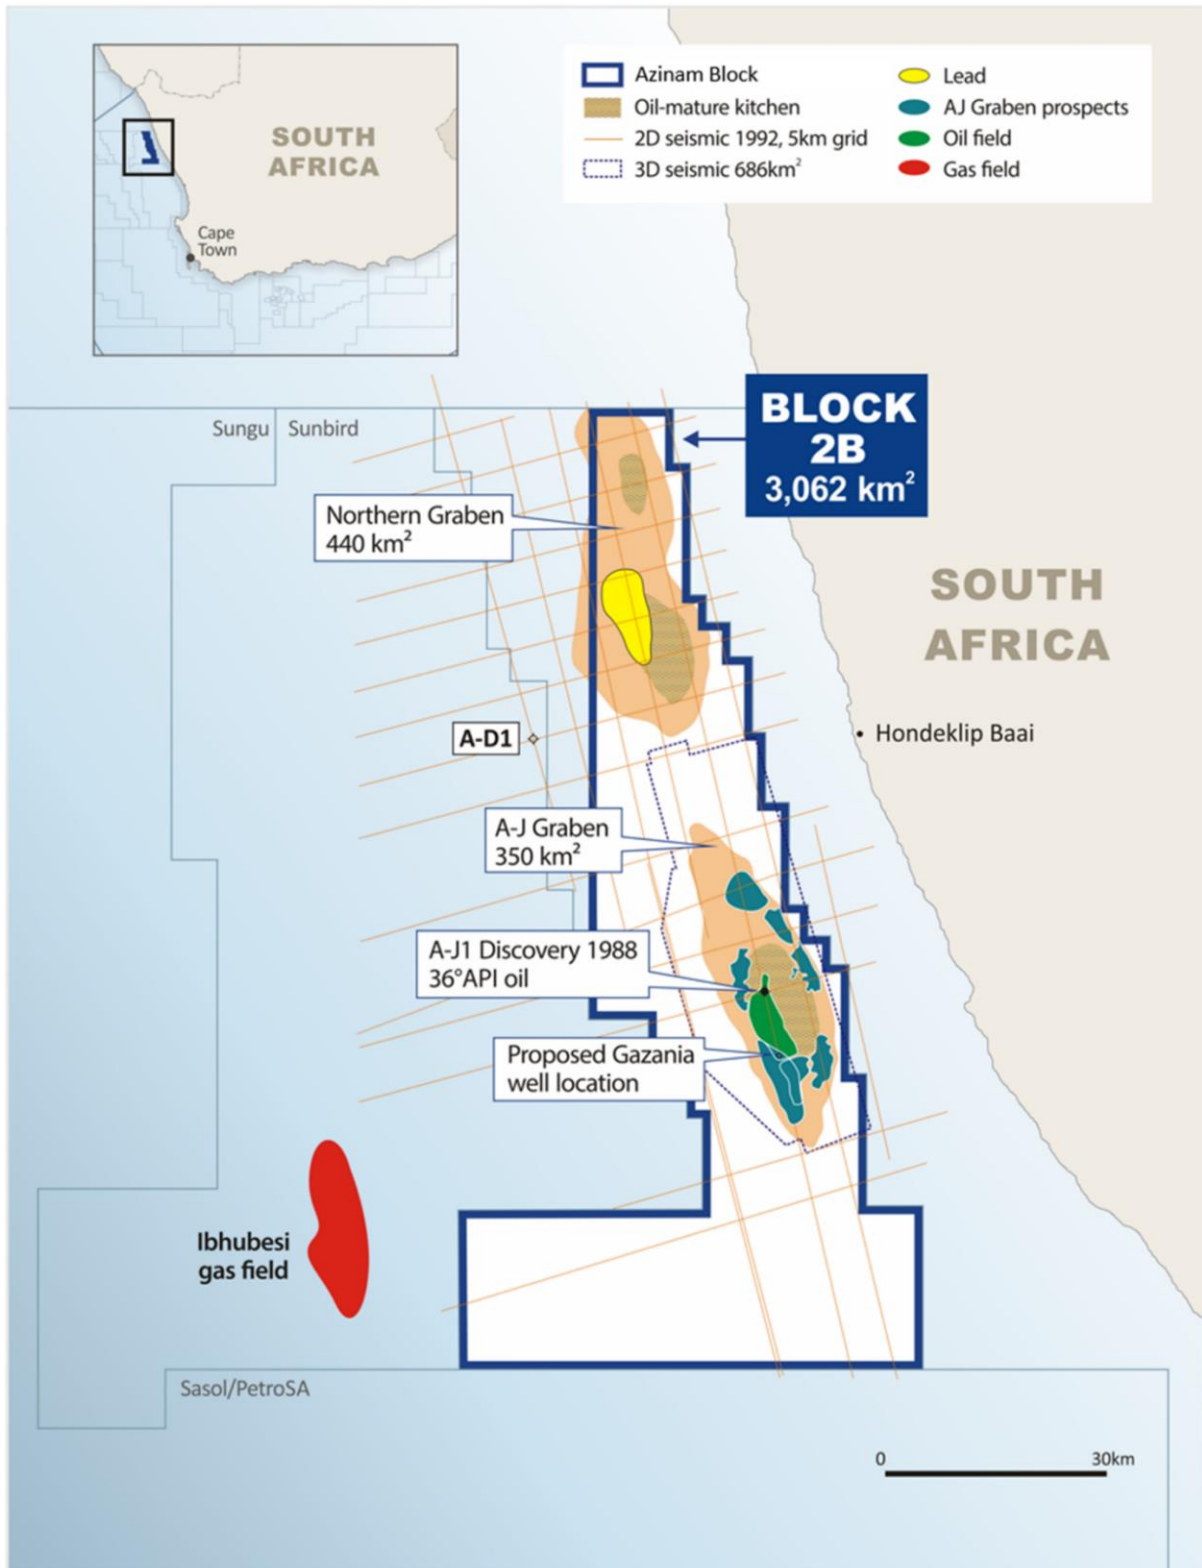 SOUTH
AFRICA
Cape
Town
Azinam Block
Oil-mature kitchen
2D seismic 1992, 5km grid
3D seismic 686km²
Lead
AJ Graben prospects
Oil field
Gas field
BLOCK
2B
3,062 km²
Sungu
Sunbird
Northern Graben
440 km²
SOUTH
AFRICA
A-D1
Hondeklip Baai
A-J Graben
350 km²
A-J1 Discovery 1988
36°API oil
Proposed Gazania
well location
Ibhubesi
gas field
Sasol/PetroSA
0 30km